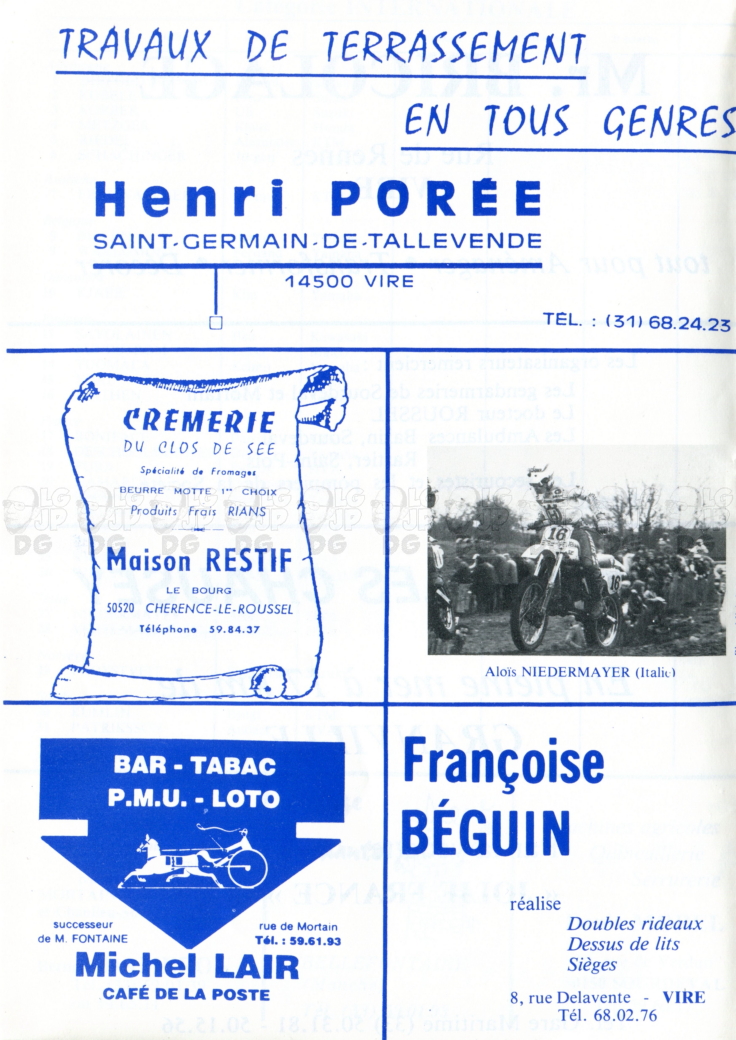 TRAVAUX DE TERRASSEMENT
EN TOUS GENRES
Henri PORÉE
SAINT-GERMAIN-DE-TALLEVENDE
14500 VIRE
TÉL. : (31) 68.24.23
CRÉMERIE
DU CLOS DE SÉE
Spécialité de Fromages
BEURRE MOTTE 1er CHOIX
Produits Frais RIANS
Maison RESTIF
LE BOURG
50520 CHERENCE-LE-ROUSSEL
Téléphone 59.84.37
16
16
Aloïs NIEDERMAYER (Italie)
BAR - TABAC
P.M.U. - LOTO
successeur
de M. FONTAINE
rue de Mortain
Tél. : 59.61.93
Michel LAIR
CAFÉ DE LA POSTE
Françoise
BÉGUIN
réalise
Doubles rideaux
Dessus de lits
Sièges
8, rue Delavente - VIRE
Tél. 68.02.76